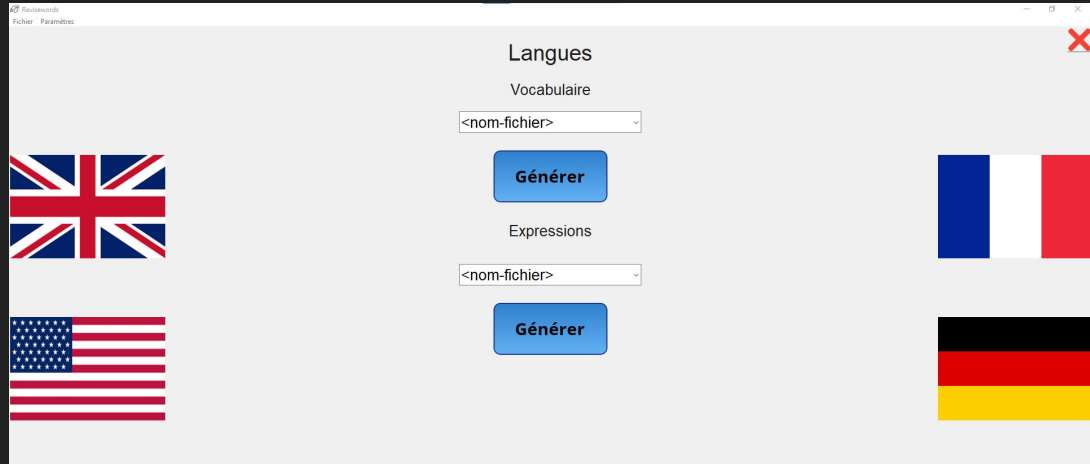 Revisewords
Fichier Paramètres
Langues
Vocabulaire
<nom-fichier>
Générer
Expressions
<nom-fichier>
Générer